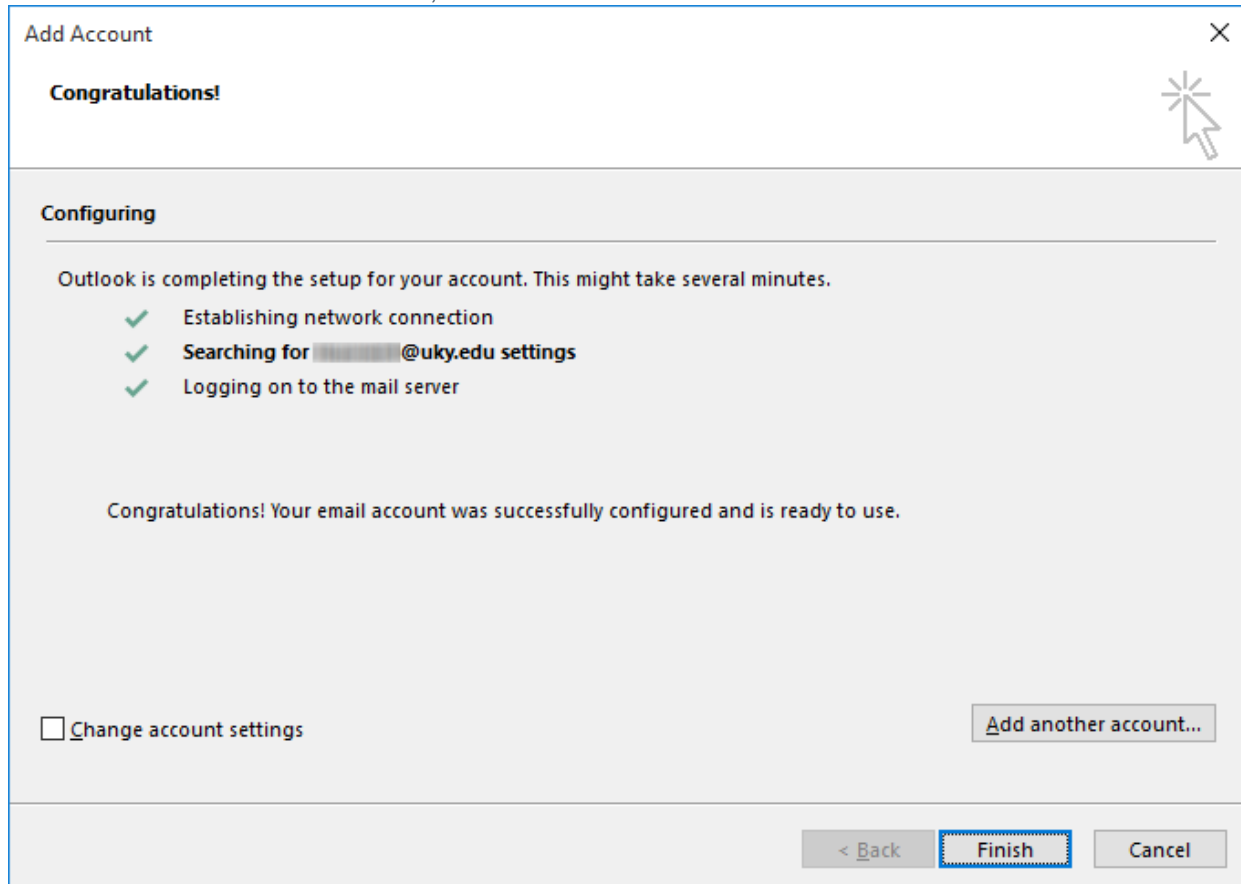 Add Account
Congratulations!
Configuring
Outlook is completing the setup for your account. This might take several minutes.
Establishing network connection
Searching for @uky.edu settings
Logging on to the mail server
Congratulations! Your email account was successfully configured and is ready to use.
Change account settings
Add another account...
< Back
Finish
Cancel